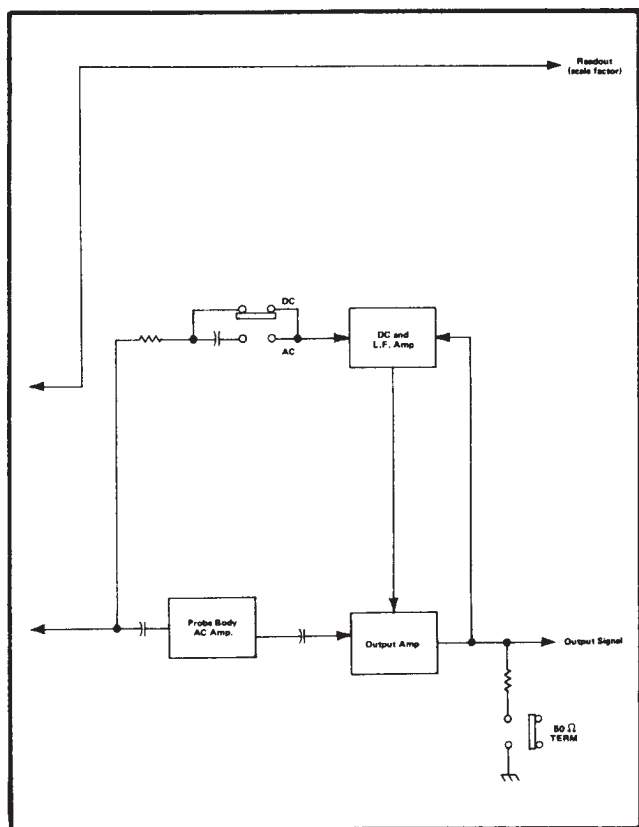 Readout
(scale factor)
DC
AC
DC and
L.F. Amp
Probe Body
AC Amp.
Output Amp
Output Signal
50 Ω
TERM